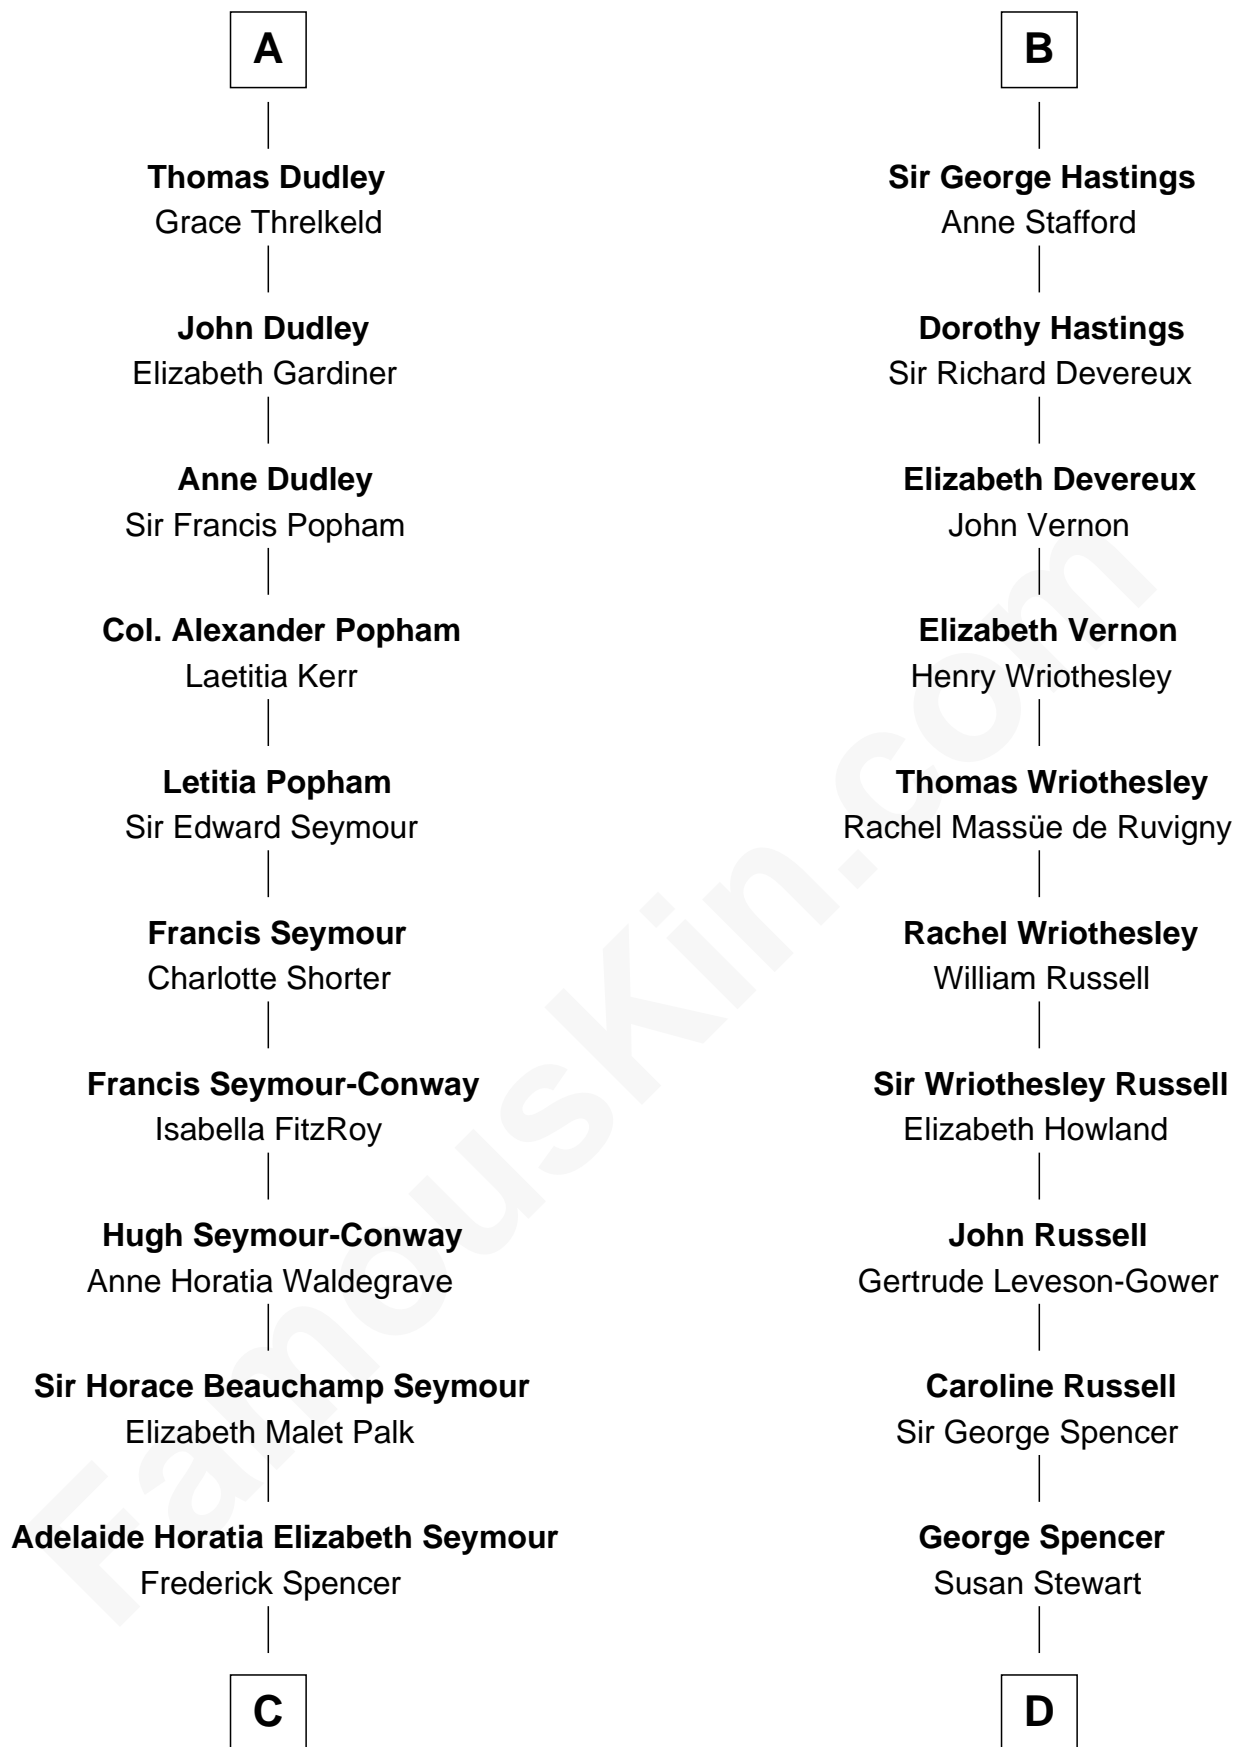 A
Thomas Dudley
Grace Threlkeld
John Dudley
Elizabeth Gardiner
Anne Dudley
Sir Francis Popham
Col. Alexander Popham
Laetitia Kerr
Letitia Popham
Sir Edward Seymour
Francis Seymour
Charlotte Shorter
Francis Seymour-Conway
Isabella FitzRoy
Hugh Seymour-Conway
Anne Horatia Waldegrave
Sir Horace Beauchamp Seymour
Elizabeth Malet Palk
Adelaide Horatia Elizabeth Seymour
Frederick Spencer
C
B
Sir George Hastings
Anne Stafford
Dorothy Hastings
Sir Richard Devereux
Elizabeth Devereux
John Vernon
Elizabeth Vernon
Henry Wriothesley
Thomas Wriothesley
Rachel Massüe de Ruvigny
Rachel Wriothesley
William Russell
Sir Wriothesley Russell
Elizabeth Howland
John Russell
Gertrude Leveson-Gower
Caroline Russell
Sir George Spencer
George Spencer
Susan Stewart
D
FamousKin.com